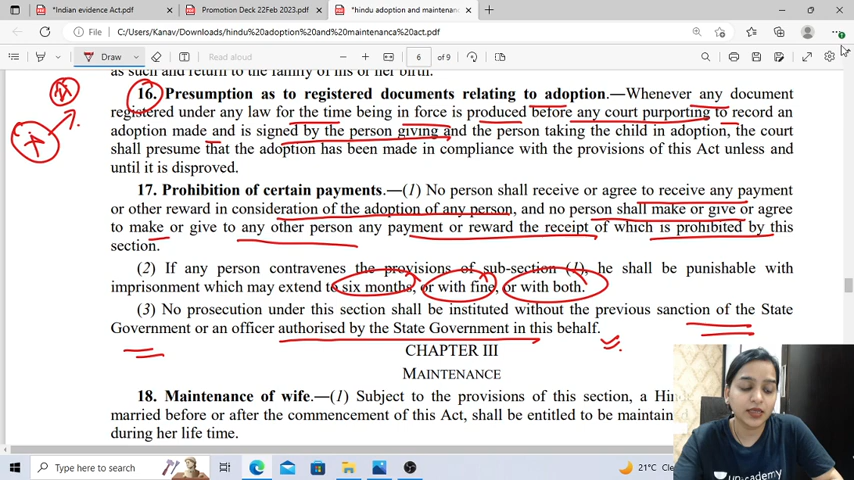 *Indian evidence Act.pdf
Promotion Deck 22Feb 2023.pdf
*hindu adoption and maintenanc
File
C:/Users/Kanav/Downloads/hindu%20adoption%20and%20maintenanca%20act.pdf
Draw
Read aloud
6 of 9
as such and return to the family of his or her birth.
16. Presumption as to registered documents relating to adoption.—Whenever any document
registered under any law for the time being in force is produced before any court purporting to record an
adoption made and is signed by the person giving and the person taking the child in adoption, the court
shall presume that the adoption has been made in compliance with the provisions of this Act unless and
until it is disproved.
17. Prohibition of certain payments.—(1) No person shall receive or agree to receive any payment
or other reward in consideration of the adoption of any person, and no person shall make or give or agree
to make or give to any other person any payment or reward the receipt of which is prohibited by this
section.
(2) If any person contravenes the provisions of sub-section (1), he shall be punishable with
imprisonment which may extend to six months, or with fine, or with both.
(3) No prosecution under this section shall be instituted without the previous sanction of the State
Government or an officer authorised by the State Government in this behalf.
CHAPTER III
MAINTENANCE
18. Maintenance of wife.—(1) Subject to the provisions of this section, a
married before or after the commencement of this Act, shall be entitled to be
during her life time.
Type here to search
21°C